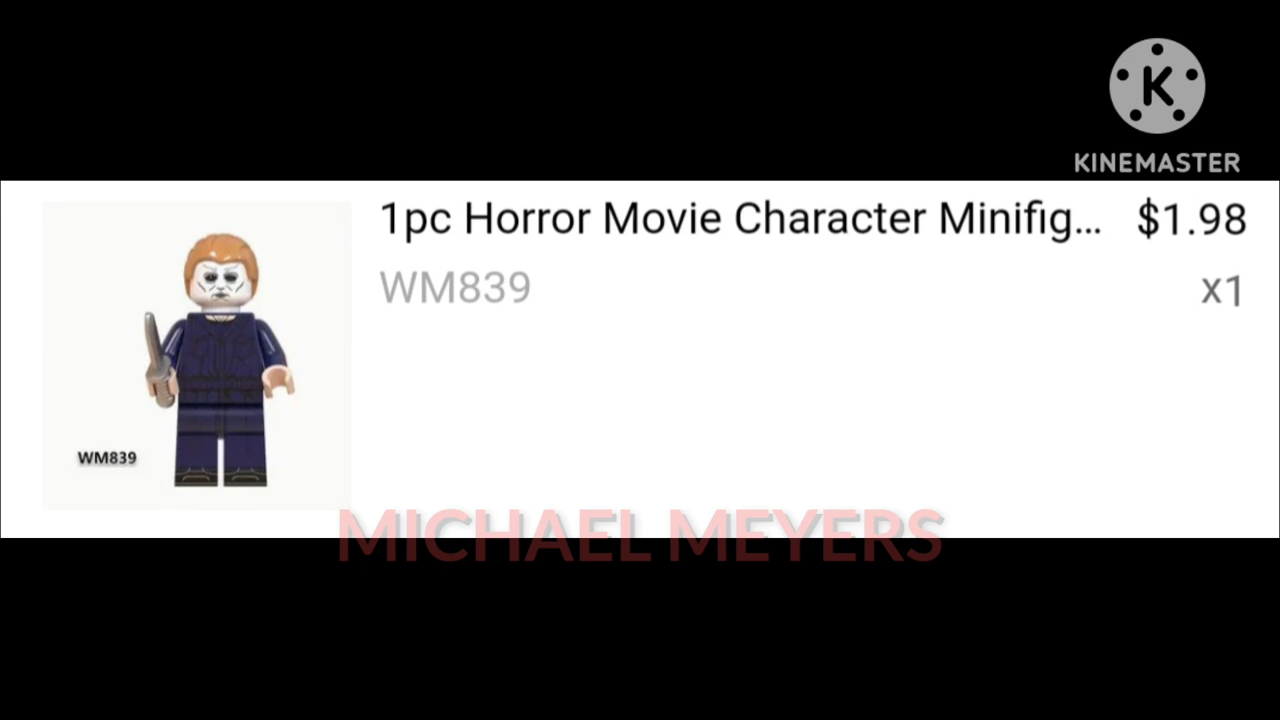 K
KINEMASTER
1pc Horror Movie Character Minifig... $1.98
WM839 x1
WM839
MICHAEL MEYERS